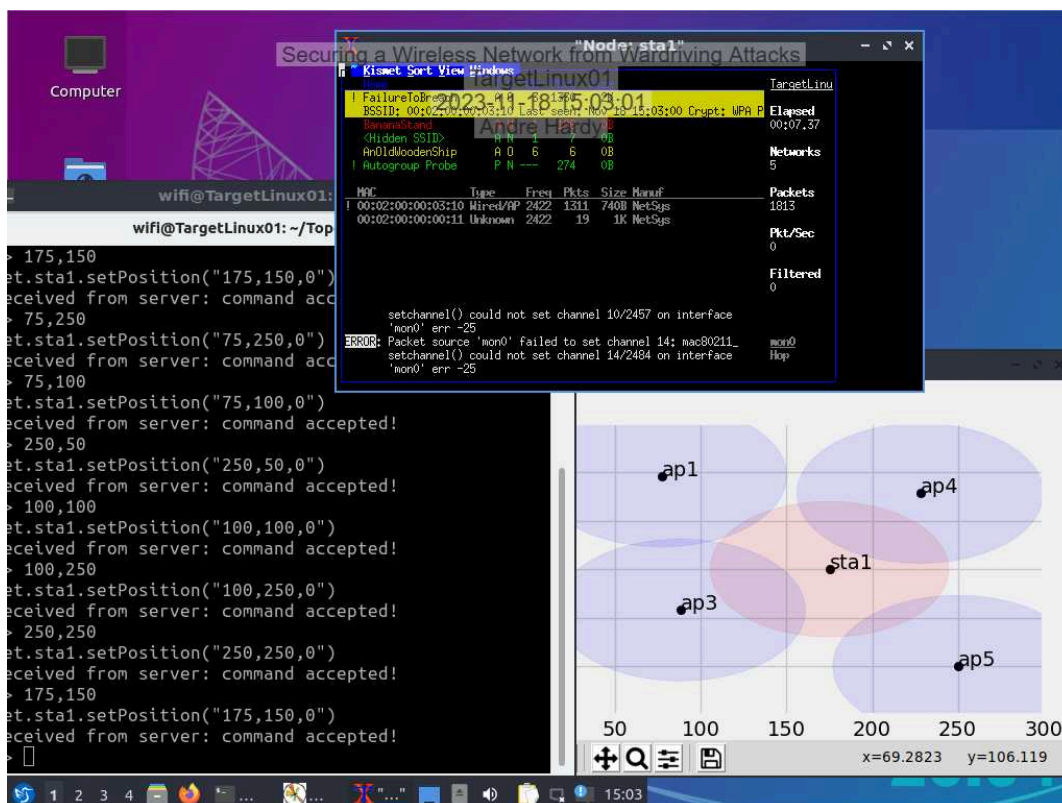 Computer
Securing a Wireless Network from Wardriving Attacks
TargetLinux01
2023-11-18 15:03:01
Andre Hardy
"Node: sta1"
Kismet Sort View Windows
! FailureToBreach A O 3
BSSID: 00:02:00:00:03:10 Last seen: Nov 18 15:03:00 Crypt: WPA P
BananaStand
<Hidden SSID> A N 1 7 0B
AnOldWoodenShip A O 6 6 0B
! Autogroup Probe P N --- 274 0B
MAC Type Freq Pkts Size Manuf
! 00:02:00:00:03:10 Wired/AP 2422 1311 740B NetSys
00:02:00:00:00:11 Unknown 2422 19 1K NetSys
setchannel() could not set channel 10/2457 on interface
'mon0' err -25
ERROR: Packet source 'mon0' failed to set channel 14: mac80211_
setchannel() could not set channel 14/2484 on interface
'mon0' err -25
TargetLinu
Elapsed
00:07.37
Networks
5
Packets
1813
Pkt/Sec
0
Filtered
0
mon0
Hop
wifi@TargetLinux01:
wifi@TargetLinux01: ~/Top
> 175,150
et.sta1.setPosition("175,150,0")
eceived from server: command acc
> 75,250
et.sta1.setPosition("75,250,0")
eceived from server: command acc
> 75,100
et.sta1.setPosition("75,100,0")
eceived from server: command accepted!
> 250,50
et.sta1.setPosition("250,50,0")
eceived from server: command accepted!
> 100,100
et.sta1.setPosition("100,100,0")
eceived from server: command accepted!
> 100,250
et.sta1.setPosition("100,250,0")
eceived from server: command accepted!
> 250,250
et.sta1.setPosition("250,250,0")
eceived from server: command accepted!
> 175,150
et.sta1.setPosition("175,150,0")
eceived from server: command accepted!
>
ap1
ap4
sta1
ap3
ap5
50 100 150 200 250 300
x=69.2823 y=106.119
1 2 3 4 ... ... "..." 15:03